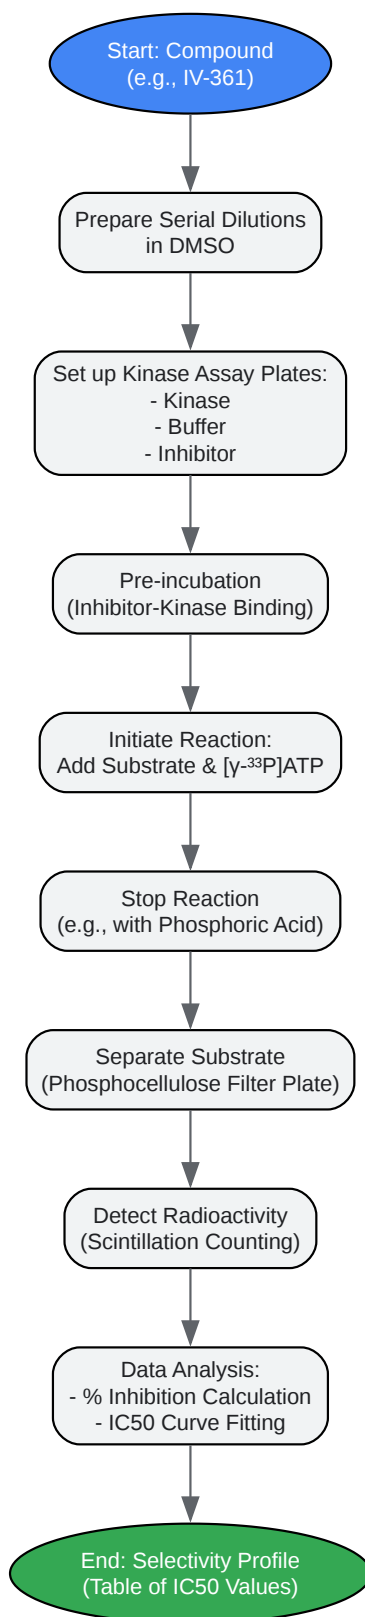 Start: Compound
(e.g., IV-361)
Prepare Serial Dilutions
in DMSO
Set up Kinase Assay Plates:
- Kinase
- Buffer
- Inhibitor
Pre-incubation
(Inhibitor-Kinase Binding)
Initiate Reaction:
Add Substrate & [γ-³³P]ATP
Stop Reaction
(e.g., with Phosphoric Acid)
Separate Substrate
(Phosphocellulose Filter Plate)
Detect Radioactivity
(Scintillation Counting)
Data Analysis:
- % Inhibition Calculation
- IC50 Curve Fitting
End: Selectivity Profile
(Table of IC50 Values)